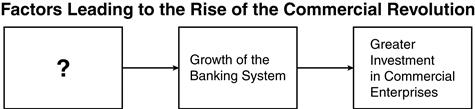 Factors Leading to the Rise of the Commercial Revolution
?
Growth of the
Banking System
Greater
Investment
in Commercial
Enterprises